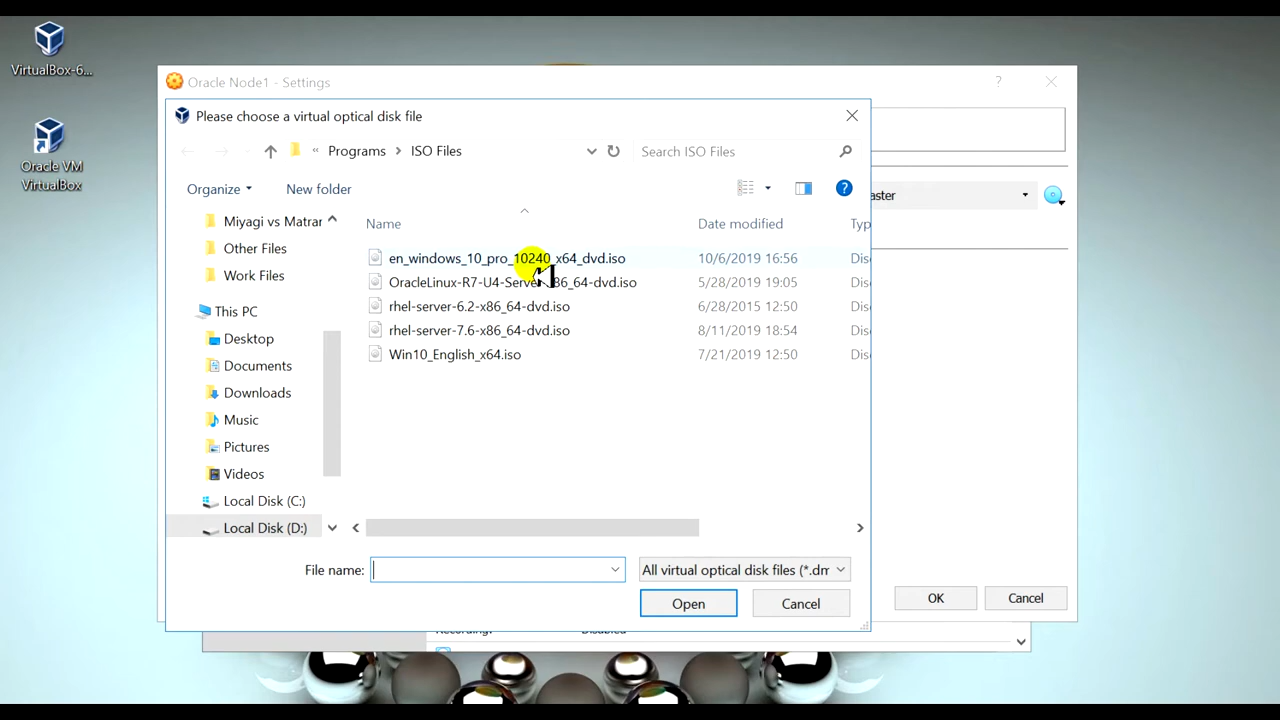 VirtualBox-6...
Oracle VM
VirtualBox
Oracle Node1 - Settings
?
Please choose a virtual optical disk file
« Programs > ISO Files
Search ISO Files
Organize
New folder
Miyagi vs Matrar
Other Files
Work Files
This PC
Desktop
Documents
Downloads
Music
Pictures
Videos
Local Disk (C:)
Local Disk (D:)
Name
Date modified
Typ
en_windows_10_pro_10240_x64_dvd.iso
10/6/2019 16:56
Disc
OracleLinux-R7-U4-Server-x86_64-dvd.iso
5/28/2019 19:05
Disc
rhel-server-6.2-x86_64-dvd.iso
6/28/2015 12:50
Disc
rhel-server-7.6-x86_64-dvd.iso
8/11/2019 18:54
Disc
Win10_English_x64.iso
7/21/2019 12:50
Disc
File name:
All virtual optical disk files (*.dm
Open
Cancel
aster
OK
Cancel
Recording:
Disabled